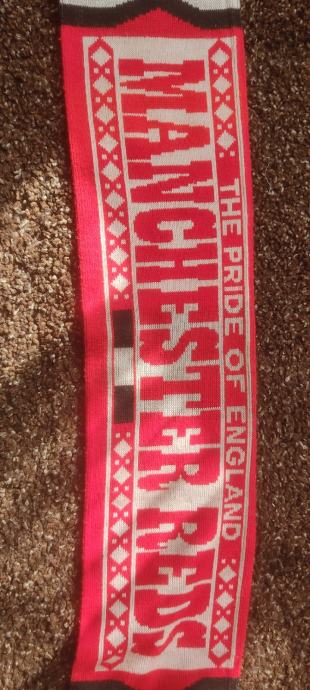 THE PRIDE OF ENGLAND
MANCHESTER REDS